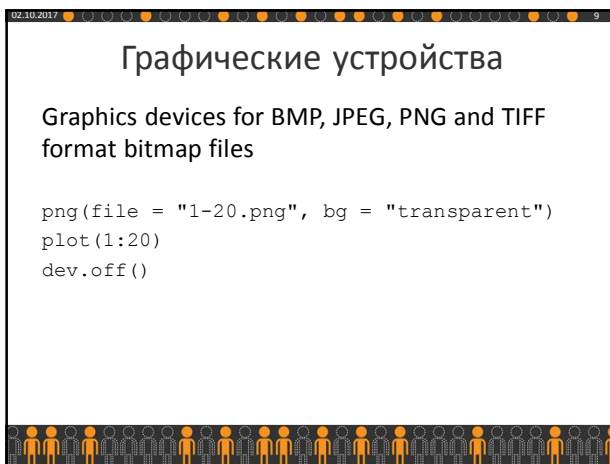 02.10.2017 9
Графические устройства
Graphics devices for BMP, JPEG, PNG and TIFF
format bitmap files
png(file = "1-20.png", bg = "transparent")
plot(1:20)
dev.off()